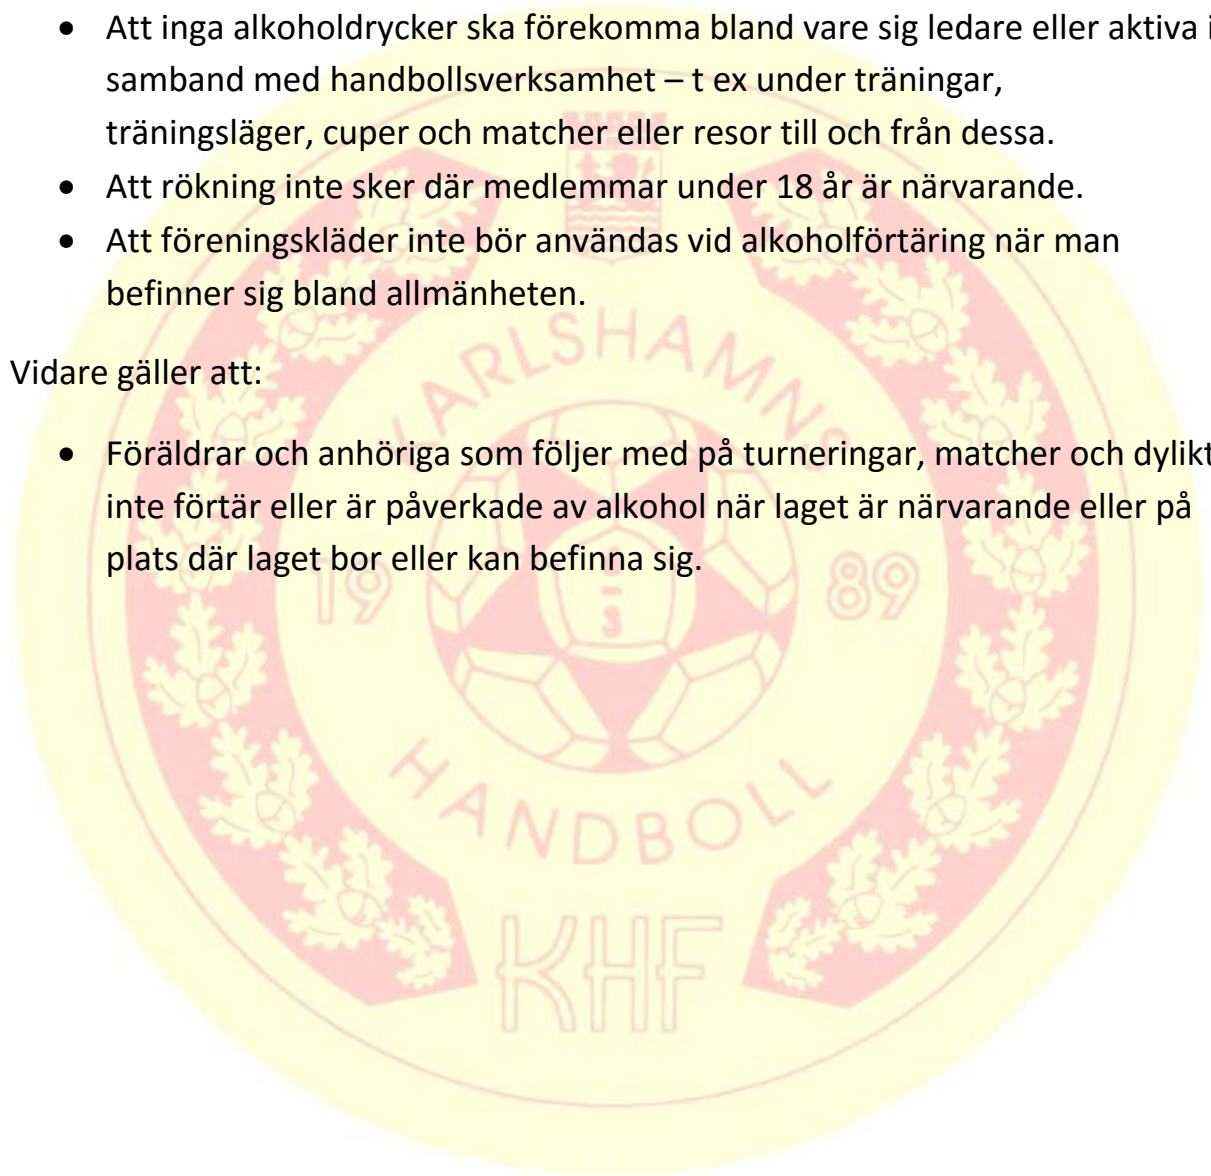 • Att inga alkoholdrycker ska förekomma bland vare sig ledare eller aktiva i
samband med handbollsverksamhet – t ex under träningar,
träningsläger, cuper och matcher eller resor till och från dessa.
• Att rökning inte sker där medlemmar under 18 år är närvarande.
• Att föreningskläder inte bör användas vid alkoholförtäring när man
befinner sig bland allmänheten.
Vidare gäller att:
• Föräldrar och anhöriga som följer med på turneringar, matcher och dylikt
inte förtär eller är påverkade av alkohol när laget är närvarande eller på
plats där laget bor eller kan befinna sig.
KARLSHAMNS
19 89
HANDBOLL
KHF